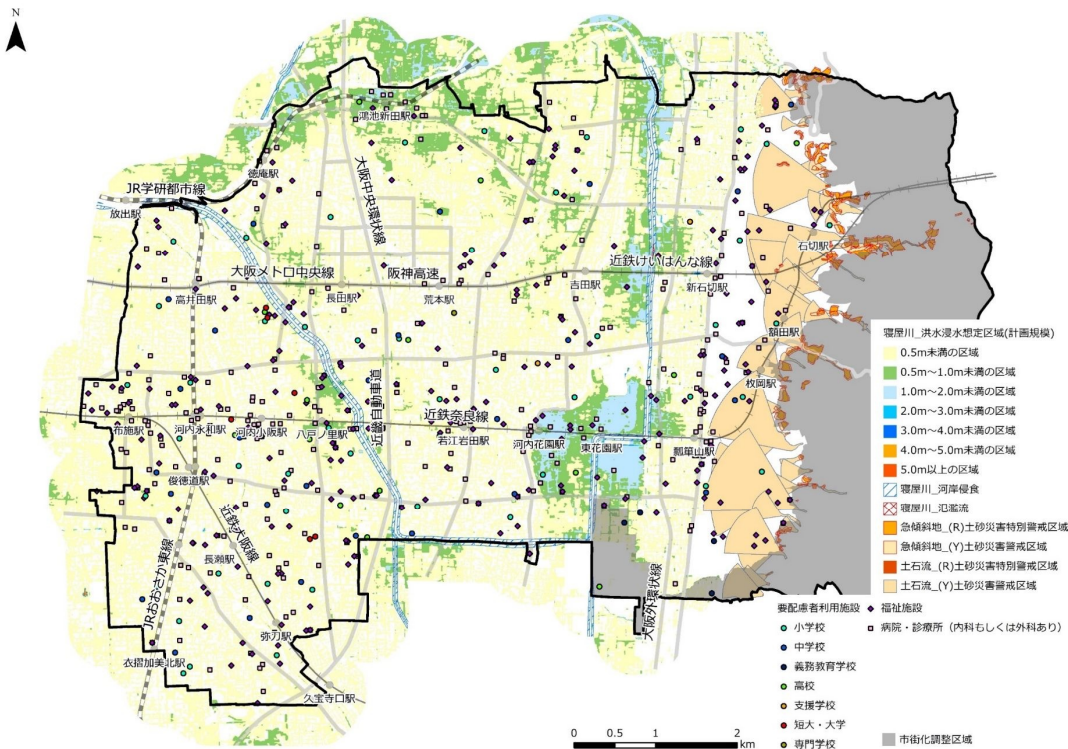 N
鴻池新田駅
徳庵駅
JR学研都市線
放出駅
大阪中央環状線
石切駅
大阪メトロ中央線
阪神高速
近鉄けいはんな線
高井田駅
長田駅
荒本駅
吉田駅
新石切駅
額田駅
枚岡駅
近畿自動車道
近鉄奈良線
布施駅
河内永和駅
河内小阪駅
八戸ノ里駅
若江岩田駅
河内花園駅
東花園駅
瓢簞山駅
俊徳道駅
近鉄大阪線
長瀬駅
JRおおさか東線
弥刀駅
衣摺加美北駅
久宝寺口駅
大阪外環状線
寝屋川_洪水浸水想定区域(計画規模)
0.5m未満の区域
0.5m～1.0m未満の区域
1.0m～2.0m未満の区域
2.0m～3.0m未満の区域
3.0m～4.0m未満の区域
4.0m～5.0m未満の区域
5.0m以上の区域
寝屋川_河岸侵食
寝屋川_氾濫流
急傾斜地_(R)土砂災害特別警戒区域
急傾斜地_(Y)土砂災害警戒区域
土石流_(R)土砂災害特別警戒区域
土石流_(Y)土砂災害警戒区域
要配慮者利用施設
小学校
中学校
義務教育学校
高校
支援学校
短大・大学
専門学校
福祉施設
病院・診療所（内科もしくは外科あり）
市街化調整区域
0 0.5 1 2
km